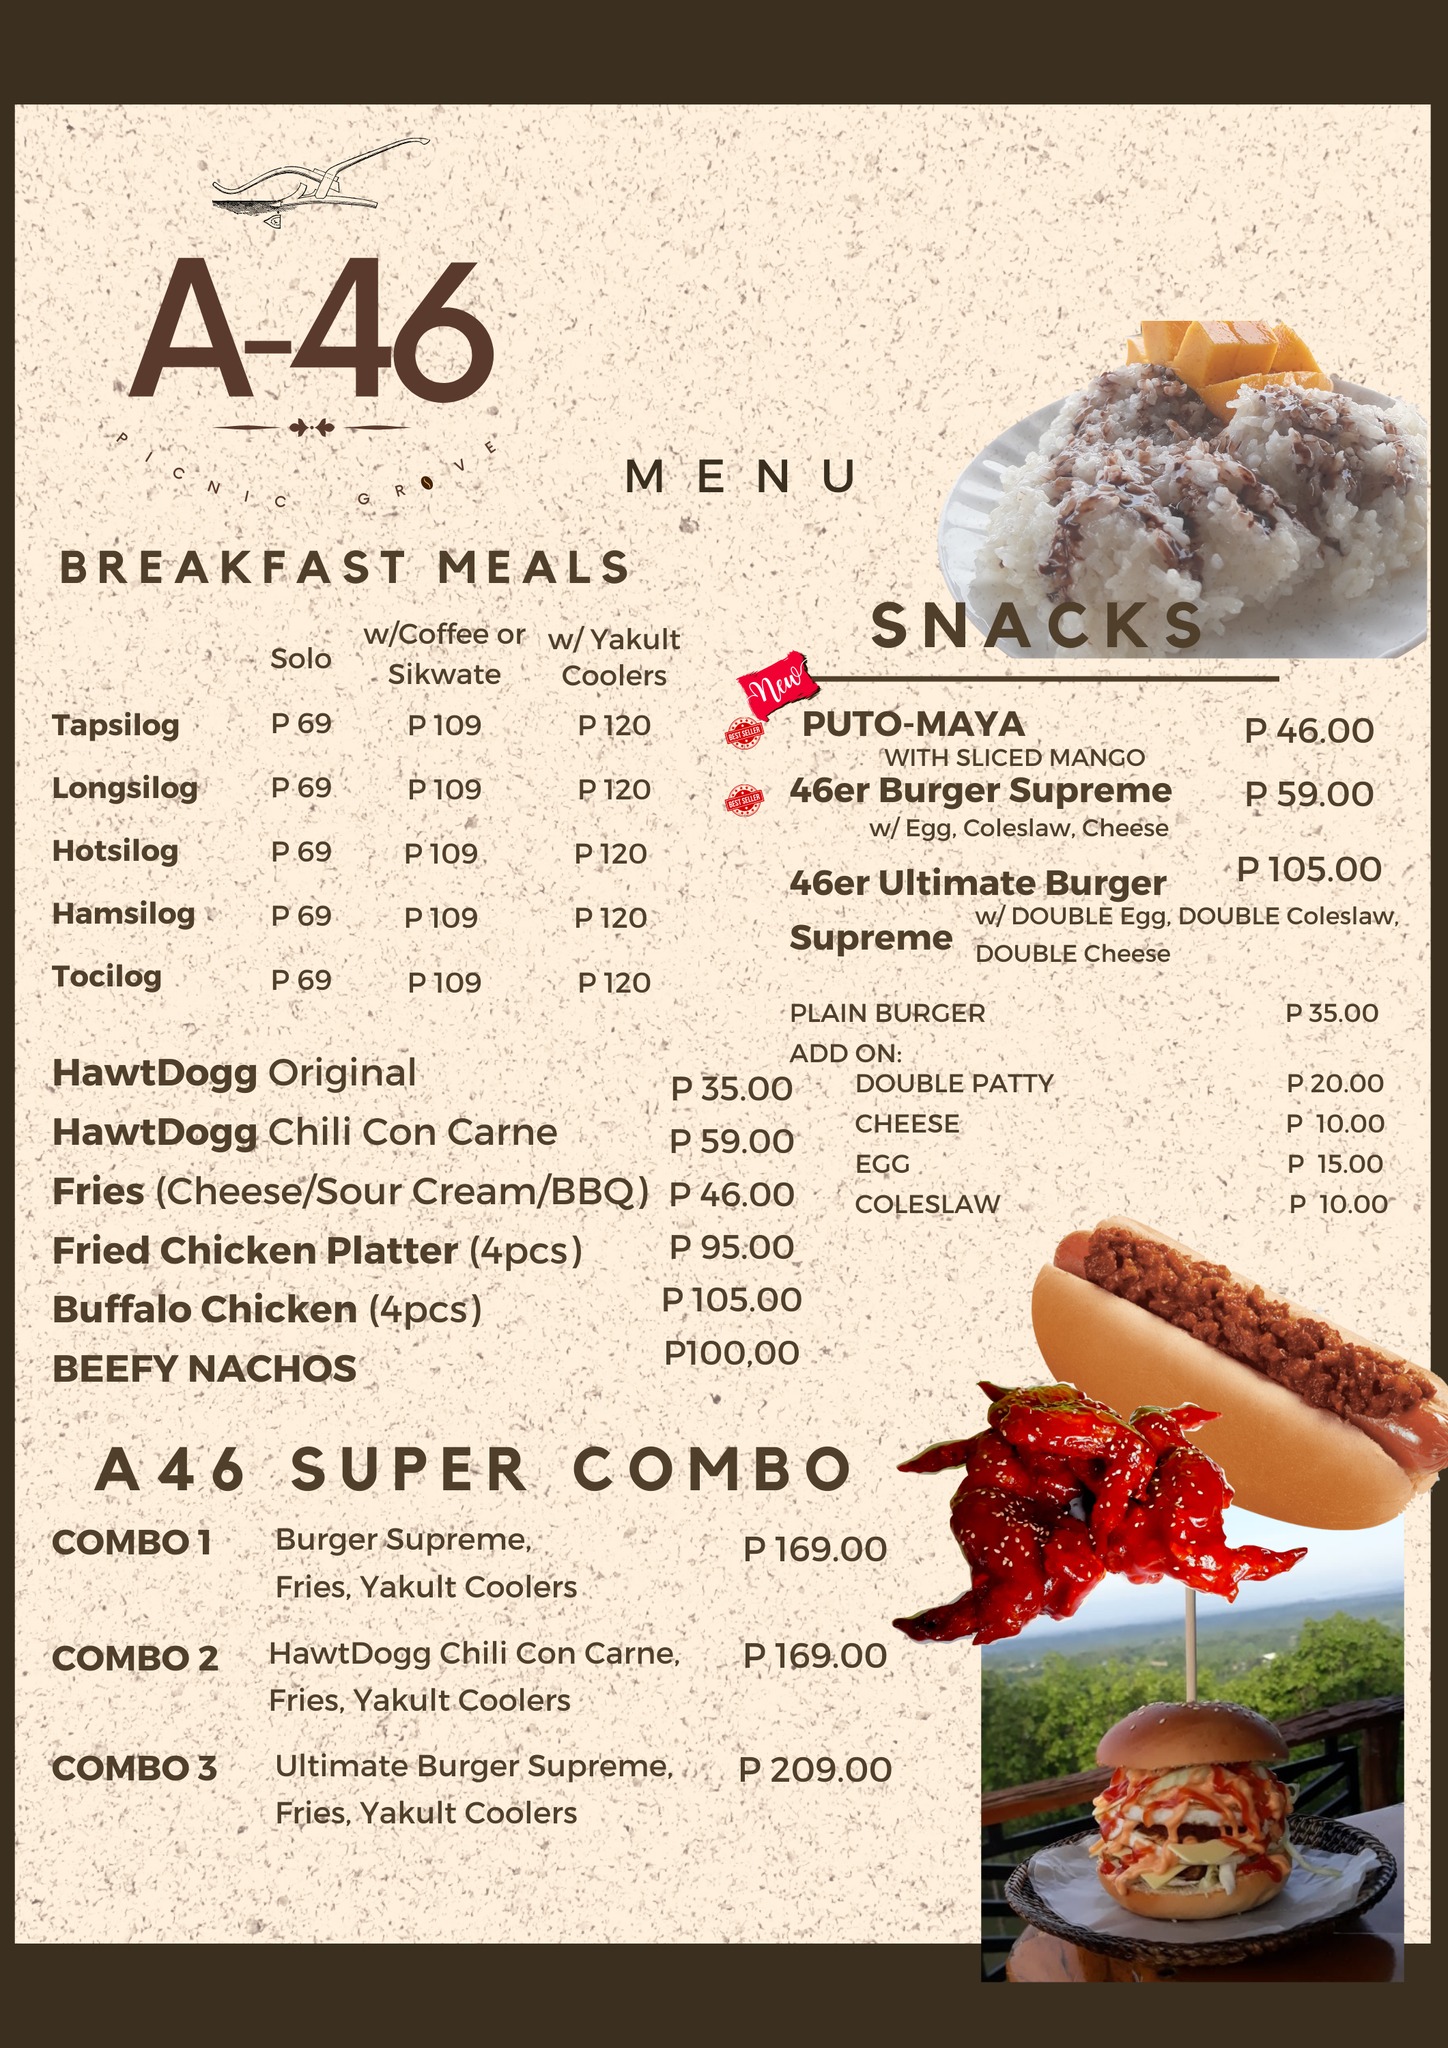 A-46
PICNIC GROVE
MENU
BREAKFAST MEALS
Solo w/Coffee or Sikwate w/ Yakult Coolers
Tapsilog P 69 P 109 P 120
Longsilog P 69 P 109 P 120
Hotsilog P 69 P 109 P 120
Hamsilog P 69 P 109 P 120
Tocilog P 69 P 109 P 120
HawtDogg Original P 35.00
HawtDogg Chili Con Carne P 59.00
Fries (Cheese/Sour Cream/BBQ) P 46.00
Fried Chicken Platter (4pcs) P 95.00
Buffalo Chicken (4pcs) P 105.00
BEEFY NACHOS P100,00
SNACKS
New
BEST SELLER
PUTO-MAYA P 46.00
WITH SLICED MANGO
BEST SELLER
46er Burger Supreme P 59.00
w/ Egg, Coleslaw, Cheese
46er Ultimate Burger P 105.00
Supreme w/ DOUBLE Egg, DOUBLE Coleslaw,
DOUBLE Cheese
PLAIN BURGER P 35.00
ADD ON:
DOUBLE PATTY P 20.00
CHEESE P 10.00
EGG P 15.00
COLESLAW P 10.00
A46 SUPER COMBO
COMBO 1 Burger Supreme, P 169.00
Fries, Yakult Coolers
COMBO 2 HawtDogg Chili Con Carne, P 169.00
Fries, Yakult Coolers
COMBO 3 Ultimate Burger Supreme, P 209.00
Fries, Yakult Coolers